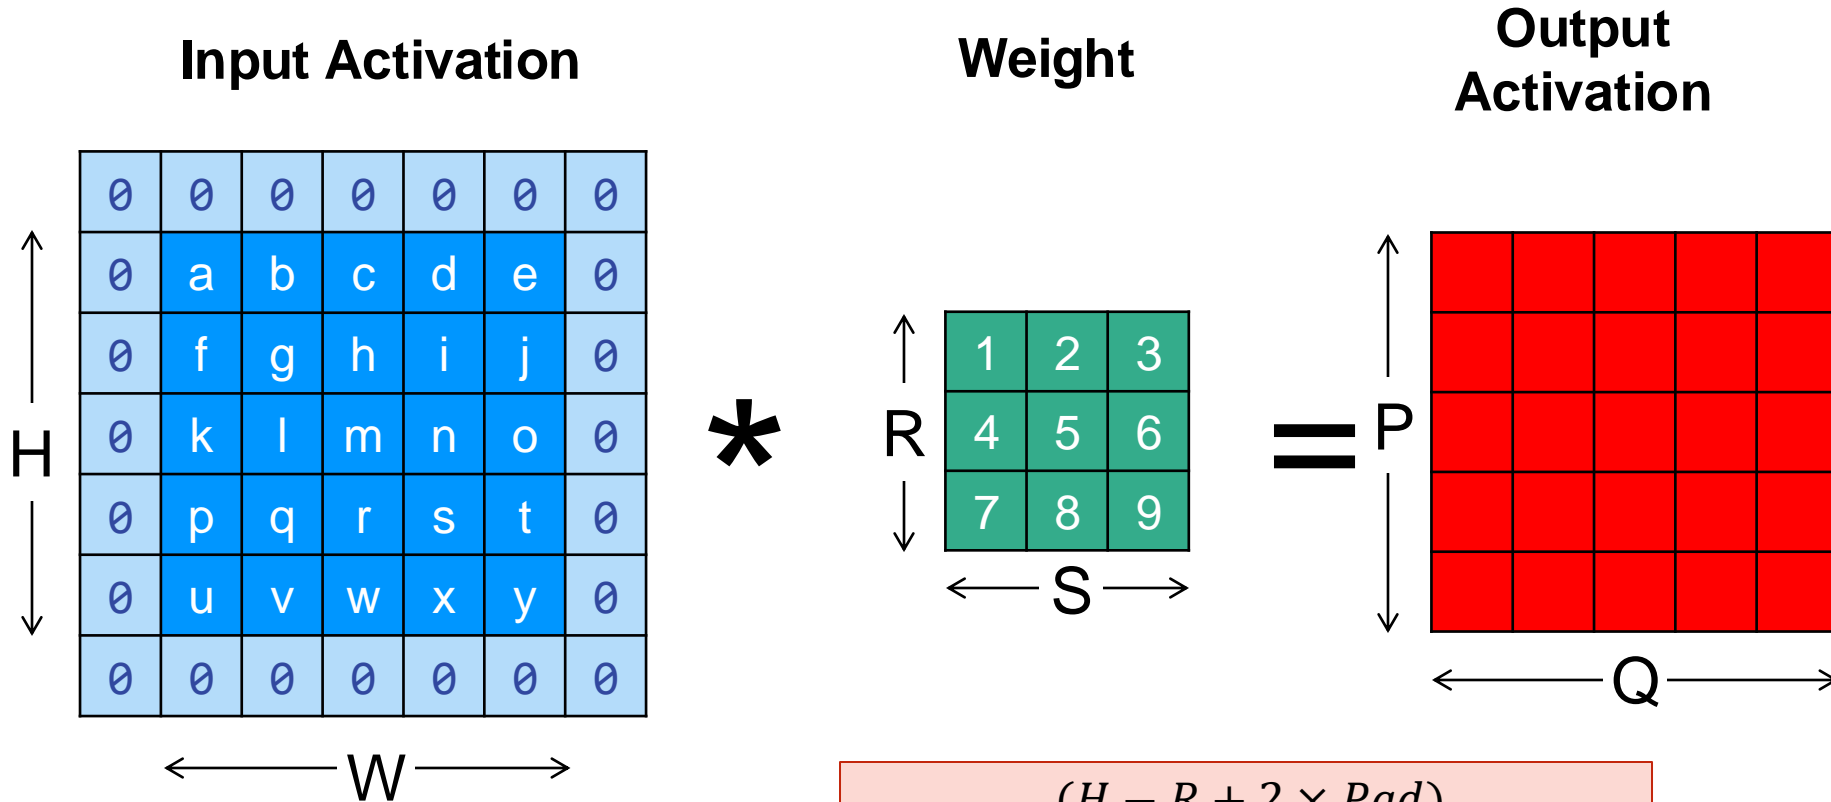 Input Activation
Weight
Output
Activation
0 0 0 0 0 0 0
0 a b c d e 0
0 f g h i j 0
0 k l m n o 0
0 p q r s t 0
0 u v w x y 0
0 0 0 0 0 0 0
H
W
*
1 2 3
4 5 6
7 8 9
R
S
=
P
Q
(H − R + 2 × Pad)